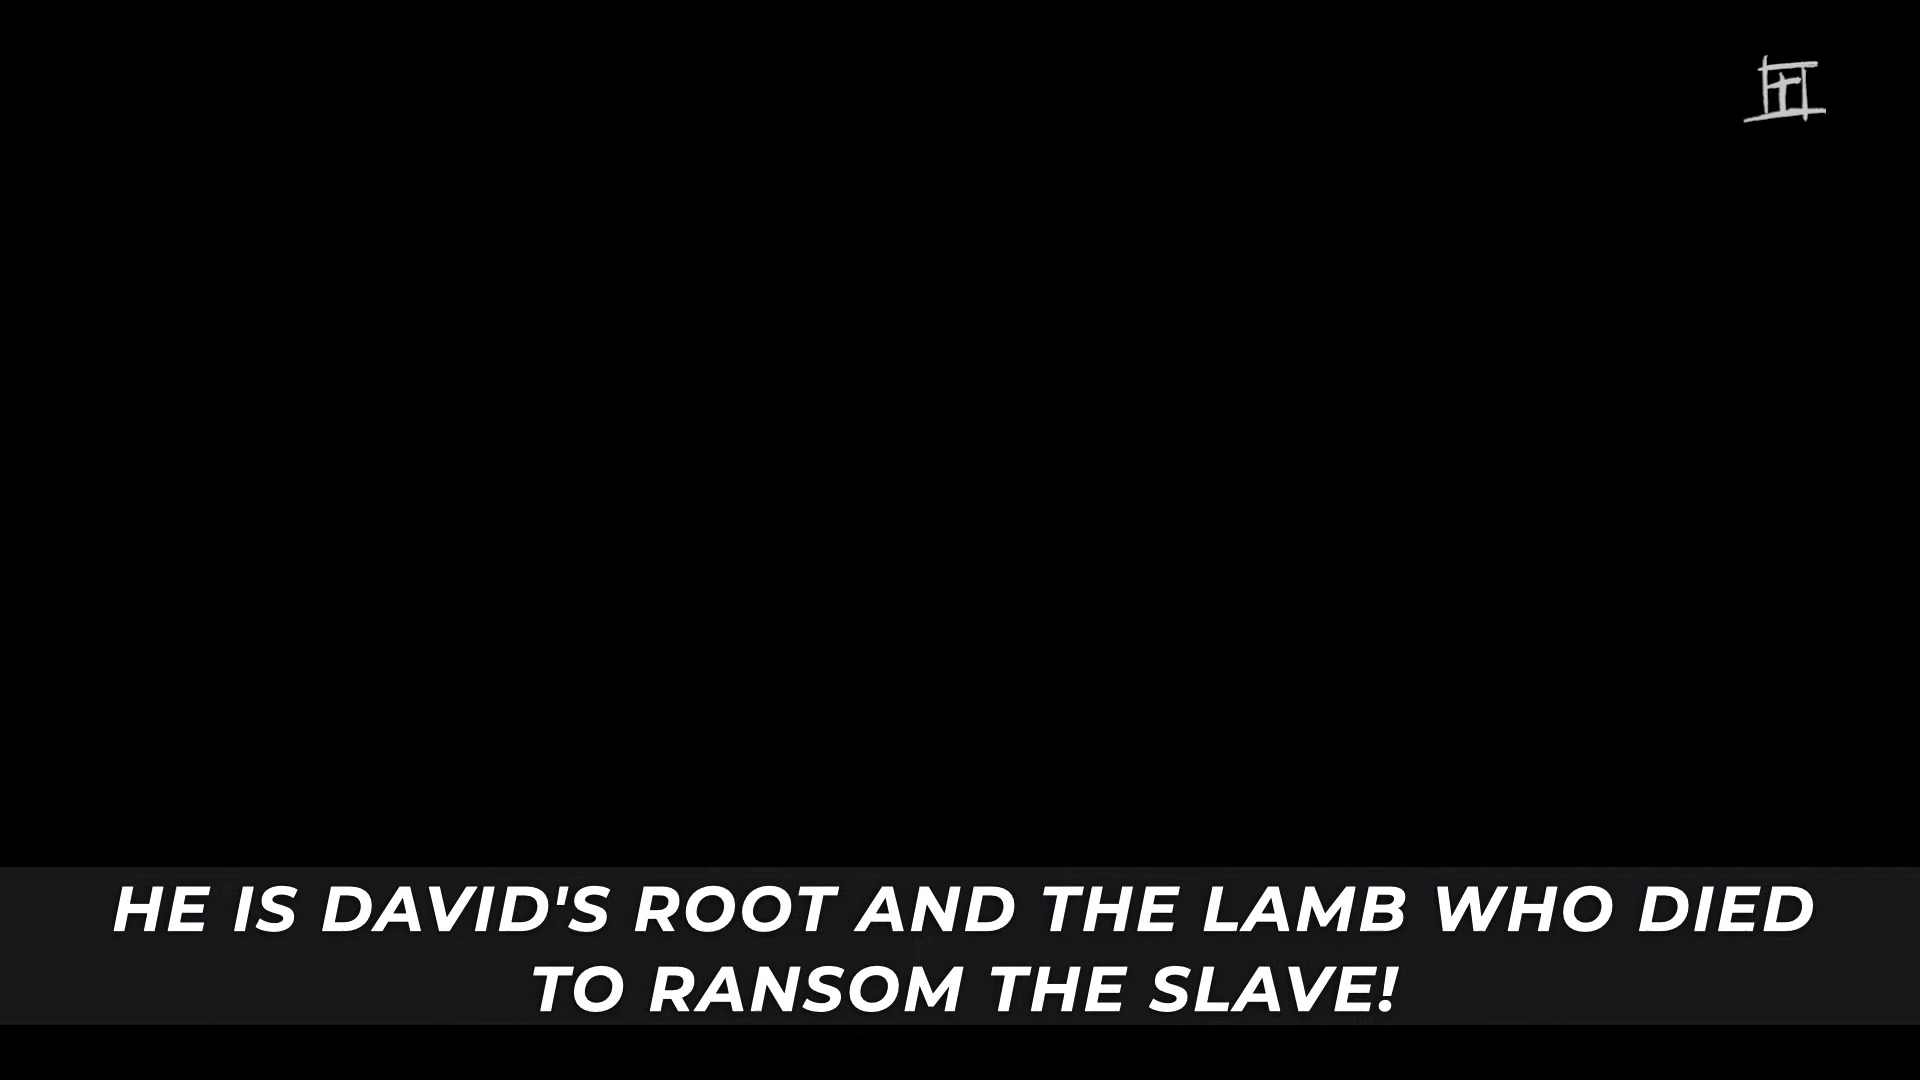 HE IS DAVID'S ROOT AND THE LAMB WHO DIED
TO RANSOM THE SLAVE!